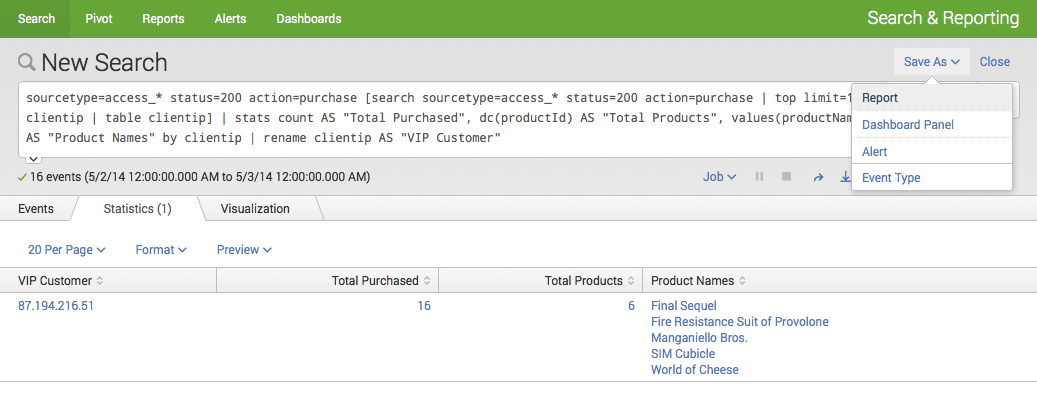 Search Pivot Reports Alerts Dashboards Search & Reporting
New Search Save As Close
sourcetype=access_* status=200 action=purchase [search sourcetype=access_* status=200 action=purchase | top limit=1
clientip | table clientip] | stats count AS "Total Purchased", dc(productId) AS "Total Products", values(productNam
AS "Product Names" by clientip | rename clientip AS "VIP Customer"
Report
Dashboard Panel
Alert
Event Type
16 events (5/2/14 12:00:00.000 AM to 5/3/14 12:00:00.000 AM) Job
Events Statistics (1) Visualization
20 Per Page Format Preview
VIP Customer Total Purchased Total Products Product Names
87.194.216.51 16 6 Final Sequel
Fire Resistance Suit of Provolone
Manganiello Bros.
SIM Cubicle
World of Cheese